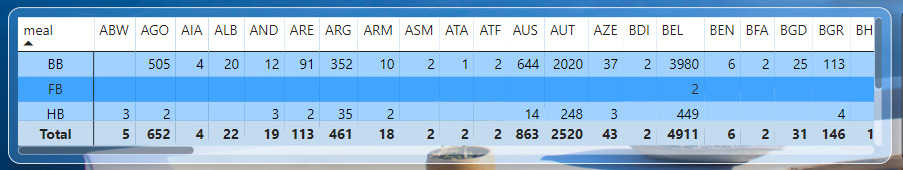 meal ABW AGO AIA ALB AND ARE ARG ARM ASM ATA ATF AUS AUT AZE BDI BEL BEN BFA BGD BGR BH
BB 505 4 20 12 91 352 10 2 1 2 644 2020 37 2 3980 6 2 25 113
FB 2
HB 3 2 3 2 35 2 14 248 3 449 4
Total 5 652 4 22 19 113 461 18 2 2 2 863 2520 43 2 4911 6 2 31 146 1